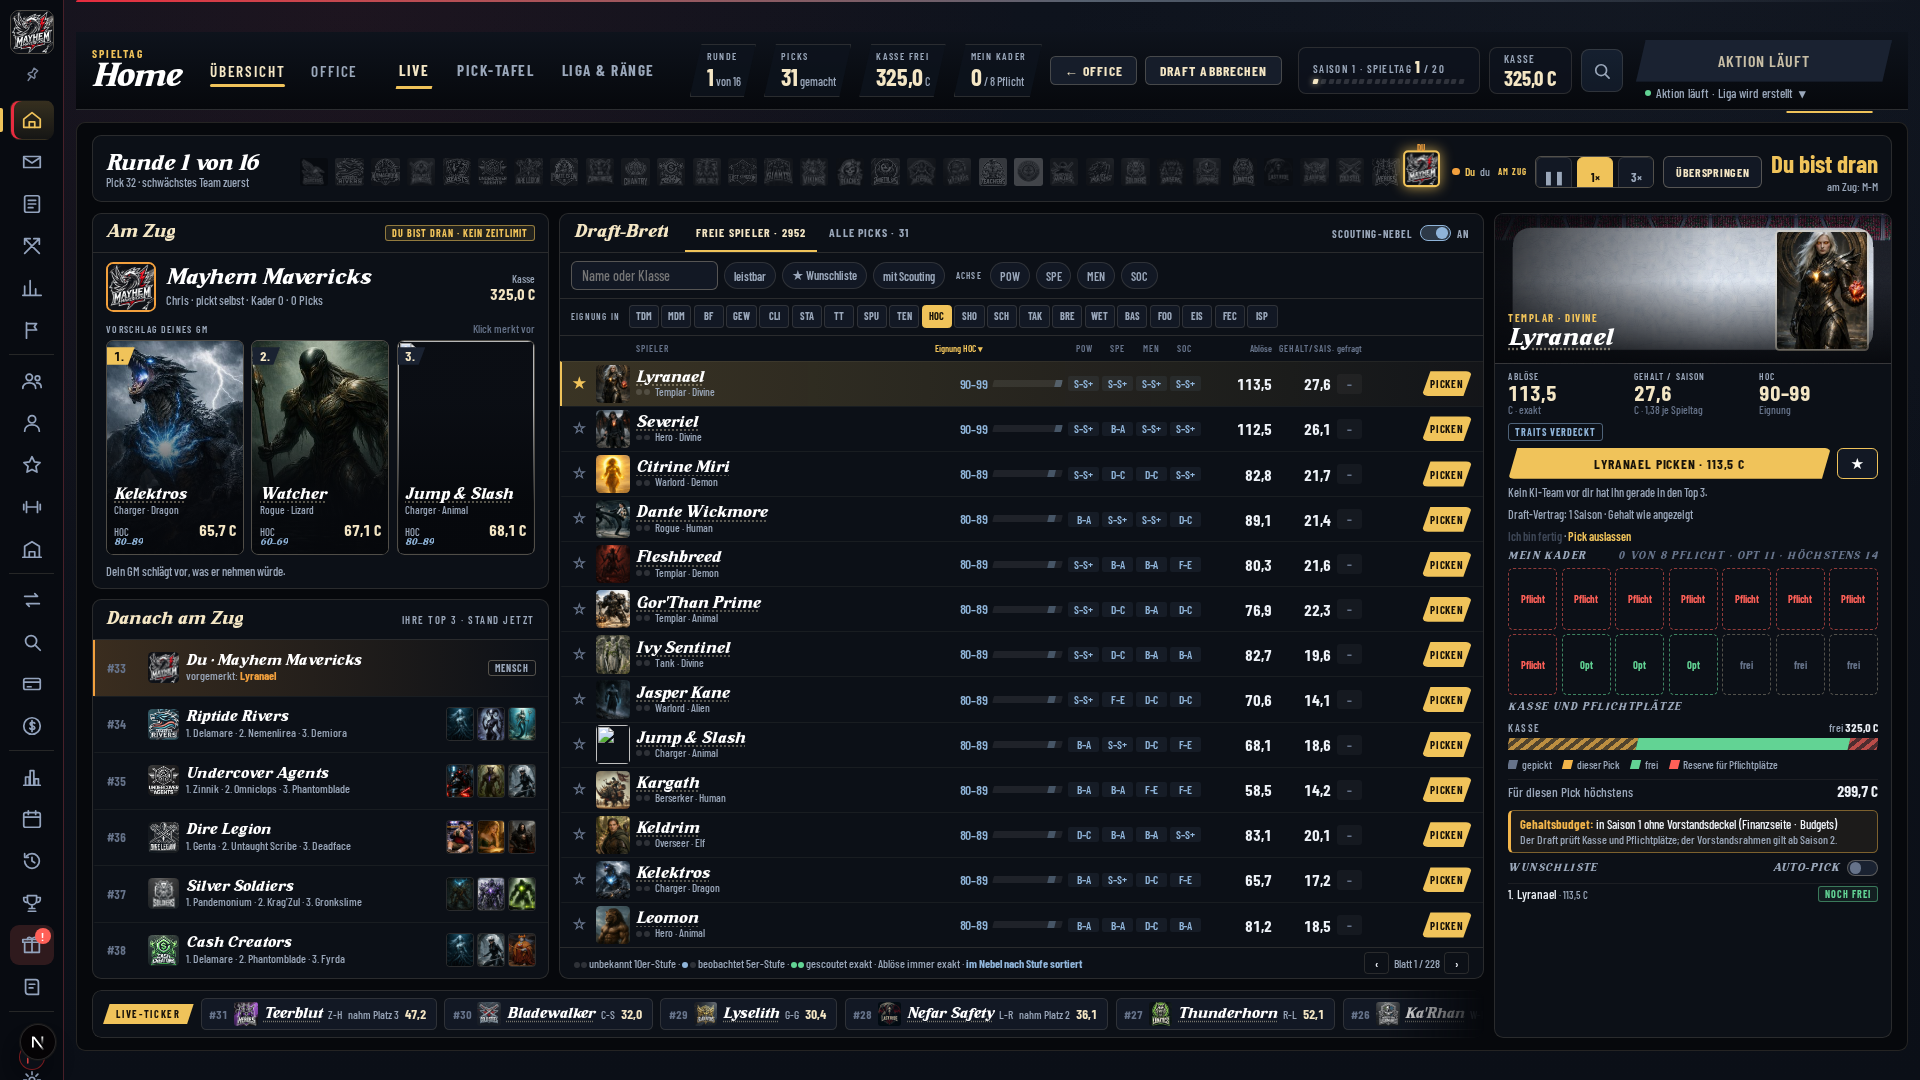 SPIELTAG
Home
ÜBERSICHT
OFFICE
LIVE
PICK-TAFEL
LIGA & RÄNGE
RUNDE
1 von 16
PICKS
31 gemacht
KASSE FREI
325,0 C
MEIN KADER
0 / 8 Pflicht
← OFFICE
DRAFT ABBRECHEN
SAISON 1 · SPIELTAG 1 / 20
KASSE
325,0 C
AKTION LÄUFT
Aktion läuft · Liga wird erstellt ▼
Runde 1 von 16
Pick 32 · schwächstes Team zuerst
DU
Du du AM ZUG
1×
3×
ÜBERSPRINGEN
Du bist dran
am Zug: M-M
Am Zug
DU BIST DRAN · KEIN ZEITLIMIT
Mayhem Mavericks
Chris · pickt selbst · Kader 0 · 0 Picks
Kasse
325,0 C
VORSCHLAG DEINES GM
Klick merkt vor
1.
Kelektros
Charger · Dragon
HOC
80–89
65,7 C
2.
Watcher
Rogue · Lizard
HOC
60–69
67,1 C
3.
Jump & Slash
Charger · Animal
HOC
80–89
68,1 C
Dein GM schlägt vor, was er nehmen würde.
Danach am Zug
IHRE TOP 3 · STAND JETZT
#33
Du · Mayhem Mavericks
vorgemerkt: Lyranael
MENSCH
#34
Riptide Rivers
1. Delamare · 2. Nemenlirea · 3. Demiora
#35
Undercover Agents
1. Zinnik · 2. Omniclops · 3. Phantomblade
#36
Dire Legion
1. Genta · 2. Untaught Scribe · 3. Deadface
#37
Silver Soldiers
1. Pandemonium · 2. Krag'Zul · 3. Gronkslime
#38
Cash Creators
1. Delamare · 2. Phantomblade · 3. Fyrda
Draft-Brett
FREIE SPIELER · 2952
ALLE PICKS · 31
SCOUTING-NEBEL AN
Name oder Klasse
leistbar
★ Wunschliste
mit Scouting
ACHSE
POW
SPE
MEN
SOC
EIGNUNG IN
TDM MDM BF GEW CLI STA TT SPU TEN HOC SHO SCH TAK BRE WET BAS FOO EIS FEC ISP
SPIELER Eignung HOC ▾ POW SPE MEN SOC Ablöse GEHALT/SAIS. gefragt
★ Lyranael 90–99 S–S+ S–S+ S–S+ S–S+ 113,5 27,6 – PICKEN
Templar · Divine
☆ Severiel 90–99 S–S+ B–A S–S+ S–S+ 112,5 26,1 – PICKEN
Hero · Divine
☆ Citrine Miri 80–89 S–S+ B–A D–C S–S+ 82,8 21,7 – PICKEN
Warlord · Demon
☆ Dante Wickmore 80–89 B–A S–S+ S–S+ D–C 89,1 21,4 – PICKEN
Rogue · Human
☆ Fleshbreed 80–89 S–S+ B–A B–A F–E 80,3 21,6 – PICKEN
Templar · Demon
☆ Gor'Than Prime 80–89 S–S+ D–C B–A D–C 76,9 22,3 – PICKEN
Templar · Animal
☆ Ivy Sentinel 80–89 S–S+ D–C B–A B–A 82,7 19,6 – PICKEN
Tank · Divine
☆ Jasper Kane 80–89 S–S+ F–E D–C D–C 70,6 14,1 – PICKEN
Warlord · Alien
☆ Jump & Slash 80–89 B–A S–S+ D–C F–E 68,1 18,6 – PICKEN
Charger · Animal
☆ Kargath 80–89 B–A B–A F–E F–E 58,5 14,2 – PICKEN
Berserker · Human
☆ Keldrim 80–89 D–C B–A B–A S–S+ 83,1 20,1 – PICKEN
Overseer · Elf
☆ Kelektros 80–89 B–A S–S+ D–C F–E 65,7 17,2 – PICKEN
Charger · Dragon
☆ Leomon 80–89 B–A B–A D–C B–A 81,2 18,5 – PICKEN
Hero · Animal
unbekannt 10er-Stufe · beobachtet 5er-Stufe · gescoutet exakt · Ablöse immer exakt · im Nebel nach Stufe sortiert
‹ Blatt 1 / 228 ›
TEMPLAR · DIVINE
Lyranael
ABLÖSE
113,5
C · exakt
GEHALT / SAISON
27,6
C · 1,38 je Spieltag
HOC
90–99
Eignung
TRAITS VERDECKT
LYRANAEL PICKEN · 113,5 C
★
Kein KI-Team vor dir hat ihn gerade in den Top 3.
Draft-Vertrag: 1 Saison · Gehalt wie angezeigt
Ich bin fertig · Pick auslassen
MEIN KADER
0 VON 8 PFLICHT · OPT 11 · HÖCHSTENS 14
Pflicht Pflicht Pflicht Pflicht Pflicht Pflicht Pflicht
Pflicht Opt Opt Opt frei frei frei
KASSE UND PFLICHTPLÄTZE
KASSE
frei 325,0 C
gepickt dieser Pick frei Reserve für Pflichtplätze
Für diesen Pick höchstens 299,7 C
Gehaltsbudget: in Saison 1 ohne Vorstandsdeckel (Finanzseite · Budgets)
Der Draft prüft Kasse und Pflichtplätze; der Vorstandsrahmen gilt ab Saison 2.
WUNSCHLISTE
AUTO-PICK
1. Lyranael · 113,5 C
NOCH FREI
LIVE-TICKER
#31 Teerblut Z-H nahm Platz 3 47,2
#30 Bladewalker C-S 32,0
#29 Lyselith G-G 30,4
#28 Nefar Safety L-R nahm Platz 2 36,1
#27 Thunderhorn R-L 52,1
#26 Ka'Rhan